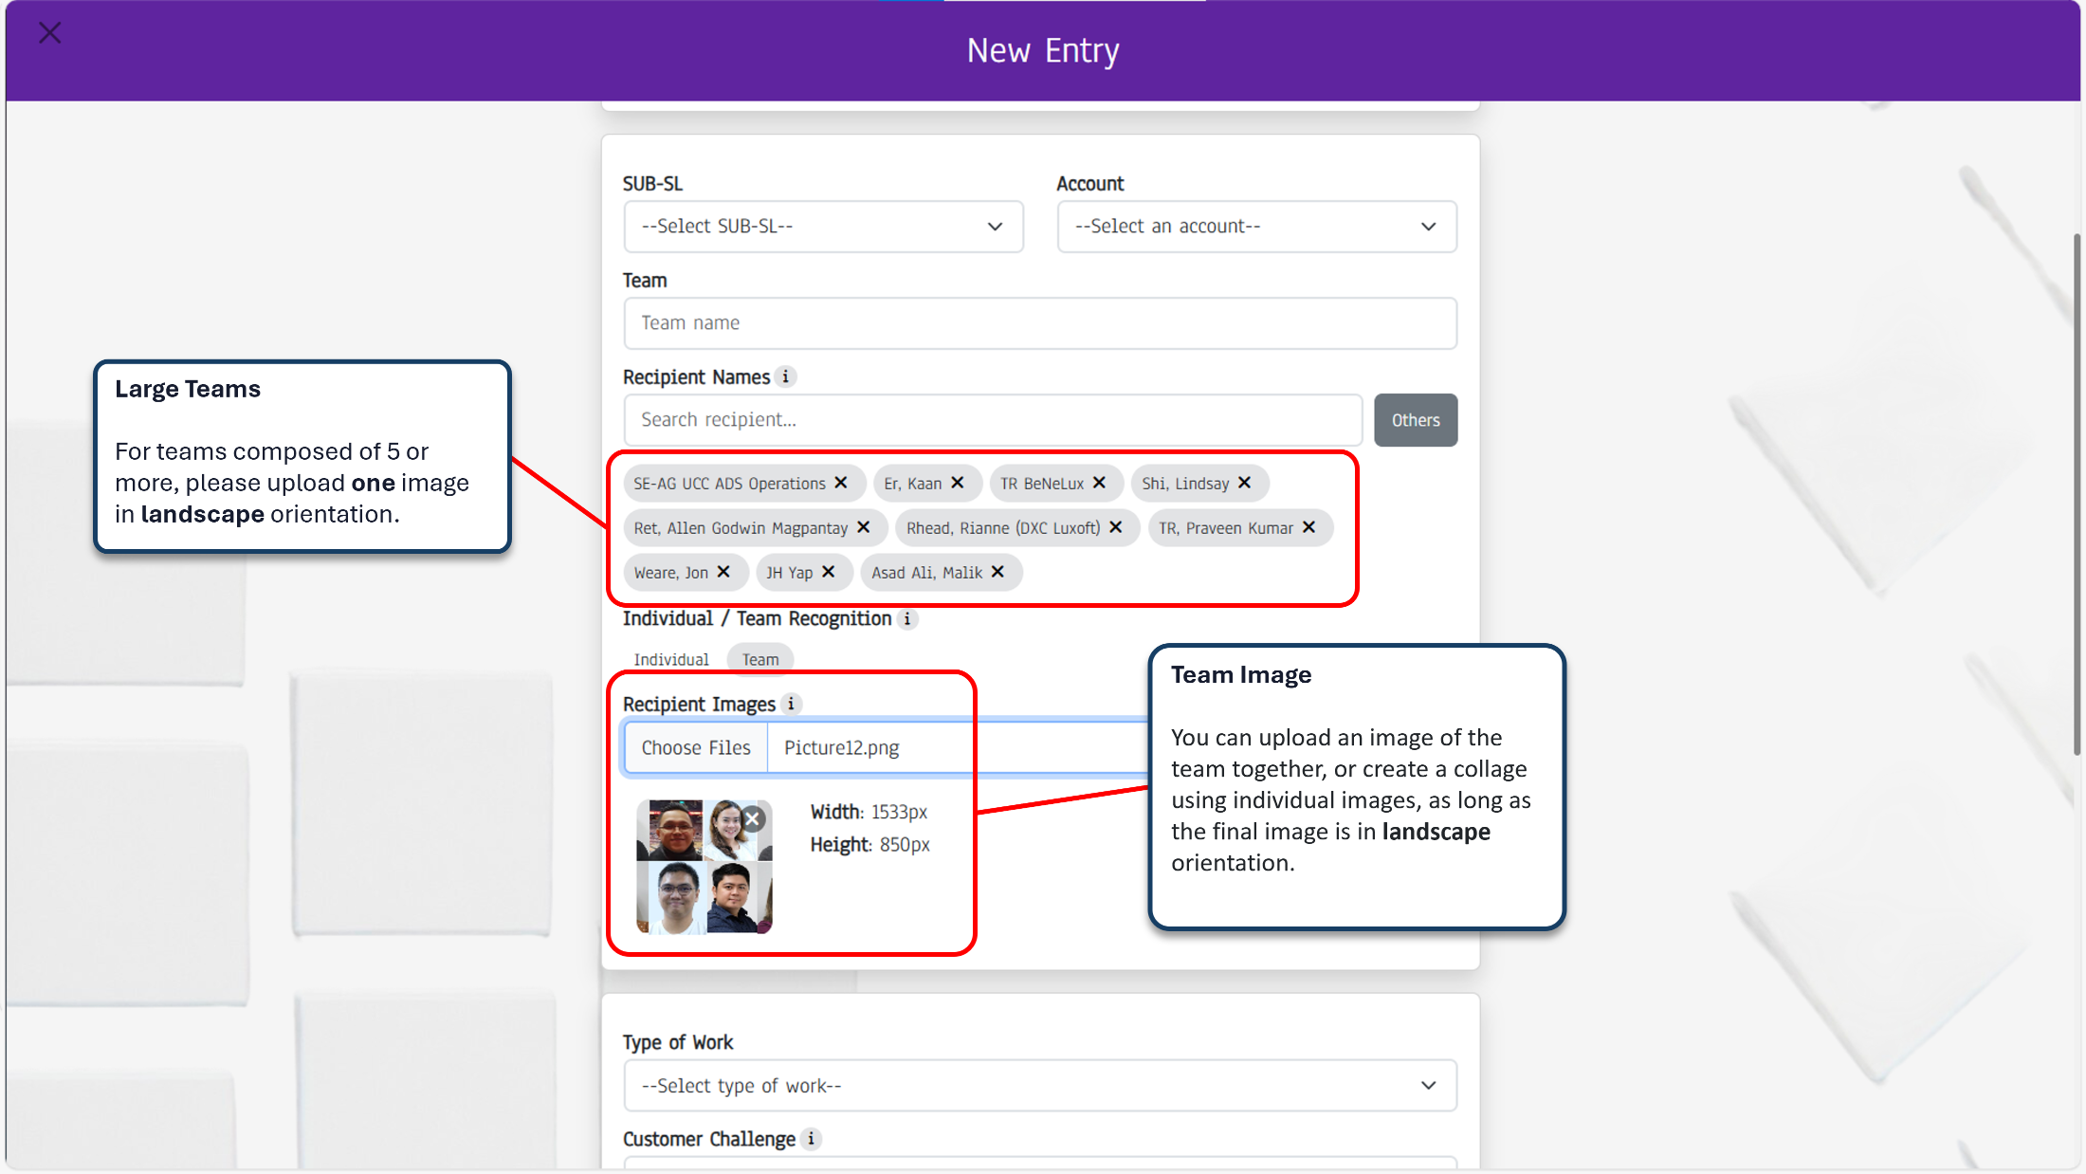 New Entry
SUB-SL
Account
--Select SUB-SL--
--Select an account--
Team
Team name
Recipient Names i
Search recipient...
Others
SE-AG UCC ADS Operations
Er, Kaan
TR BeNeLux
Shi, Lindsay
Ret, Allen Godwin Magpantay
Rhead, Rianne (DXC Luxoft)
TR, Praveen Kumar
Weare, Jon
JH Yap
Asad Ali, Malik
Large Teams
For teams composed of 5 or
more, please upload one image
in landscape orientation.
Individual / Team Recognition i
Individual
Team
Recipient Images i
Choose Files
Picture12.png
Width: 1533px
Height: 850px
Team Image
You can upload an image of the
team together, or create a collage
using individual images, as long as
the final image is in landscape
orientation.
Type of Work
--Select type of work--
Customer Challenge i